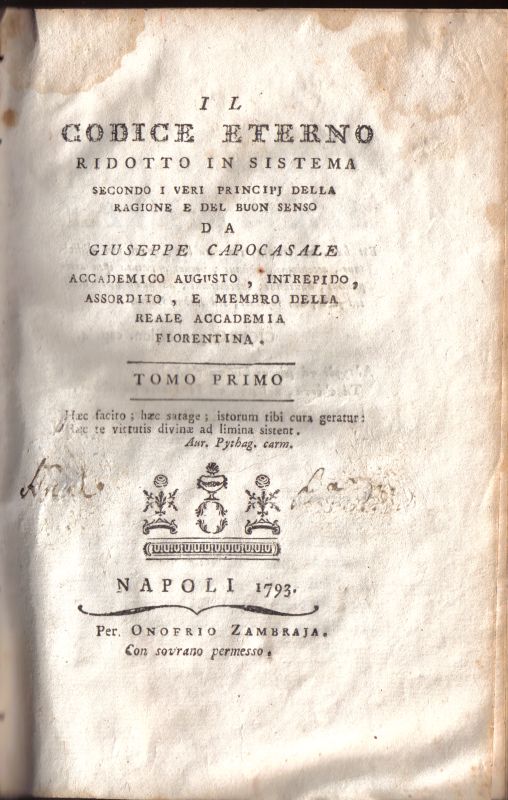 IL
CODICE ETERNO
RIDOTTO IN SISTEMA
SECONDO I VERI PRINCIPJ DELLA
RAGIONE E DEL BUON SENSO
DA
GIUSEPPE CAPOCASALE
ACCADEMICO AUGUSTO, INTREPIDO,
ASSORDITO, E MEMBRO DELLA
REALE ACCADEMIA
FIORENTINA.
TOMO PRIMO
Hæc facito; hæc satage; istorum tibi cura geratur:
Hæc te virtutis divinæ ad limina sistent.
Aur. Pythag. carm.
NAPOLI 1793.
Per. ONOFRIO ZAMBRAJA.
Con sovrano permesso.